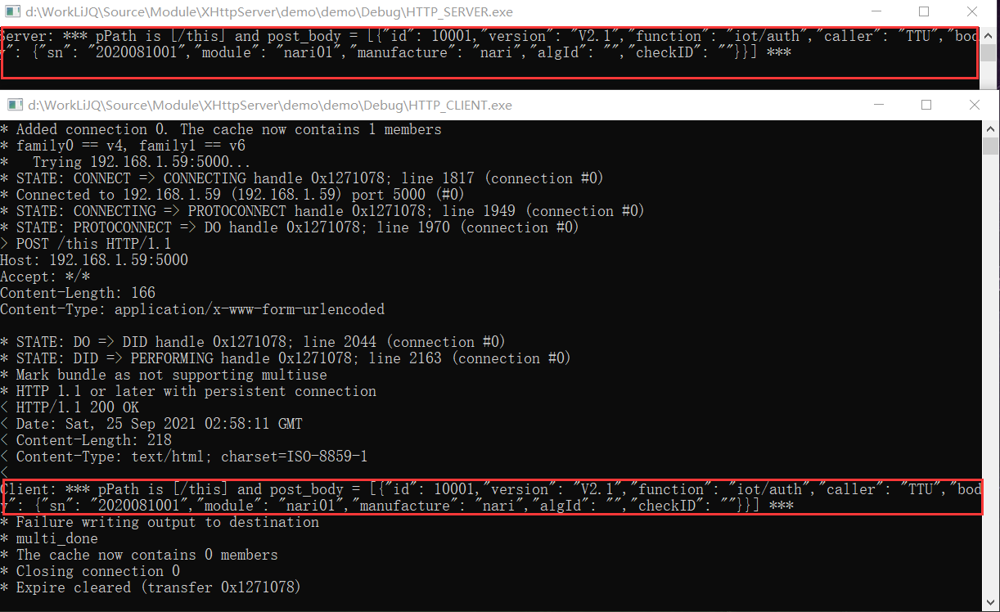 d:\WorkLiJQ\Source\Module\XHttpServer\demo\demo\Debug\HTTP_SERVER.exe
Server: *** pPath is [/this] and post_body = [{"id": 10001,"version": "V2.1","function": "iot/auth","caller": "TTU","bod
y": {"sn": "2020081001","module": "nari01","manufacture": "nari","algId": "","checkID": ""}}] ***
d:\WorkLiJQ\Source\Module\XHttpServer\demo\demo\Debug\HTTP_CLIENT.exe
* Added connection 0. The cache now contains 1 members
* family0 == v4, family1 == v6
*   Trying 192.168.1.59:5000...
* STATE: CONNECT => CONNECTING handle 0x1271078; line 1817 (connection #0)
* Connected to 192.168.1.59 (192.168.1.59) port 5000 (#0)
* STATE: CONNECTING => PROTOCONNECT handle 0x1271078; line 1949 (connection #0)
* STATE: PROTOCONNECT => DO handle 0x1271078; line 1970 (connection #0)
> POST /this HTTP/1.1
Host: 192.168.1.59:5000
Accept: */*
Content-Length: 166
Content-Type: application/x-www-form-urlencoded
* STATE: DO => DID handle 0x1271078; line 2044 (connection #0)
* STATE: DID => PERFORMING handle 0x1271078; line 2163 (connection #0)
* Mark bundle as not supporting multiuse
* HTTP 1.1 or later with persistent connection
< HTTP/1.1 200 OK
< Date: Sat, 25 Sep 2021 02:58:11 GMT
< Content-Length: 218
< Content-Type: text/html; charset=ISO-8859-1
<
Client: *** pPath is [/this] and post_body = [{"id": 10001,"version": "V2.1","function": "iot/auth","caller": "TTU","bod
y": {"sn": "2020081001","module": "nari01","manufacture": "nari","algId": "","checkID": ""}}] ***
* Failure writing output to destination
* multi_done
* The cache now contains 0 members
* Closing connection 0
* Expire cleared (transfer 0x1271078)